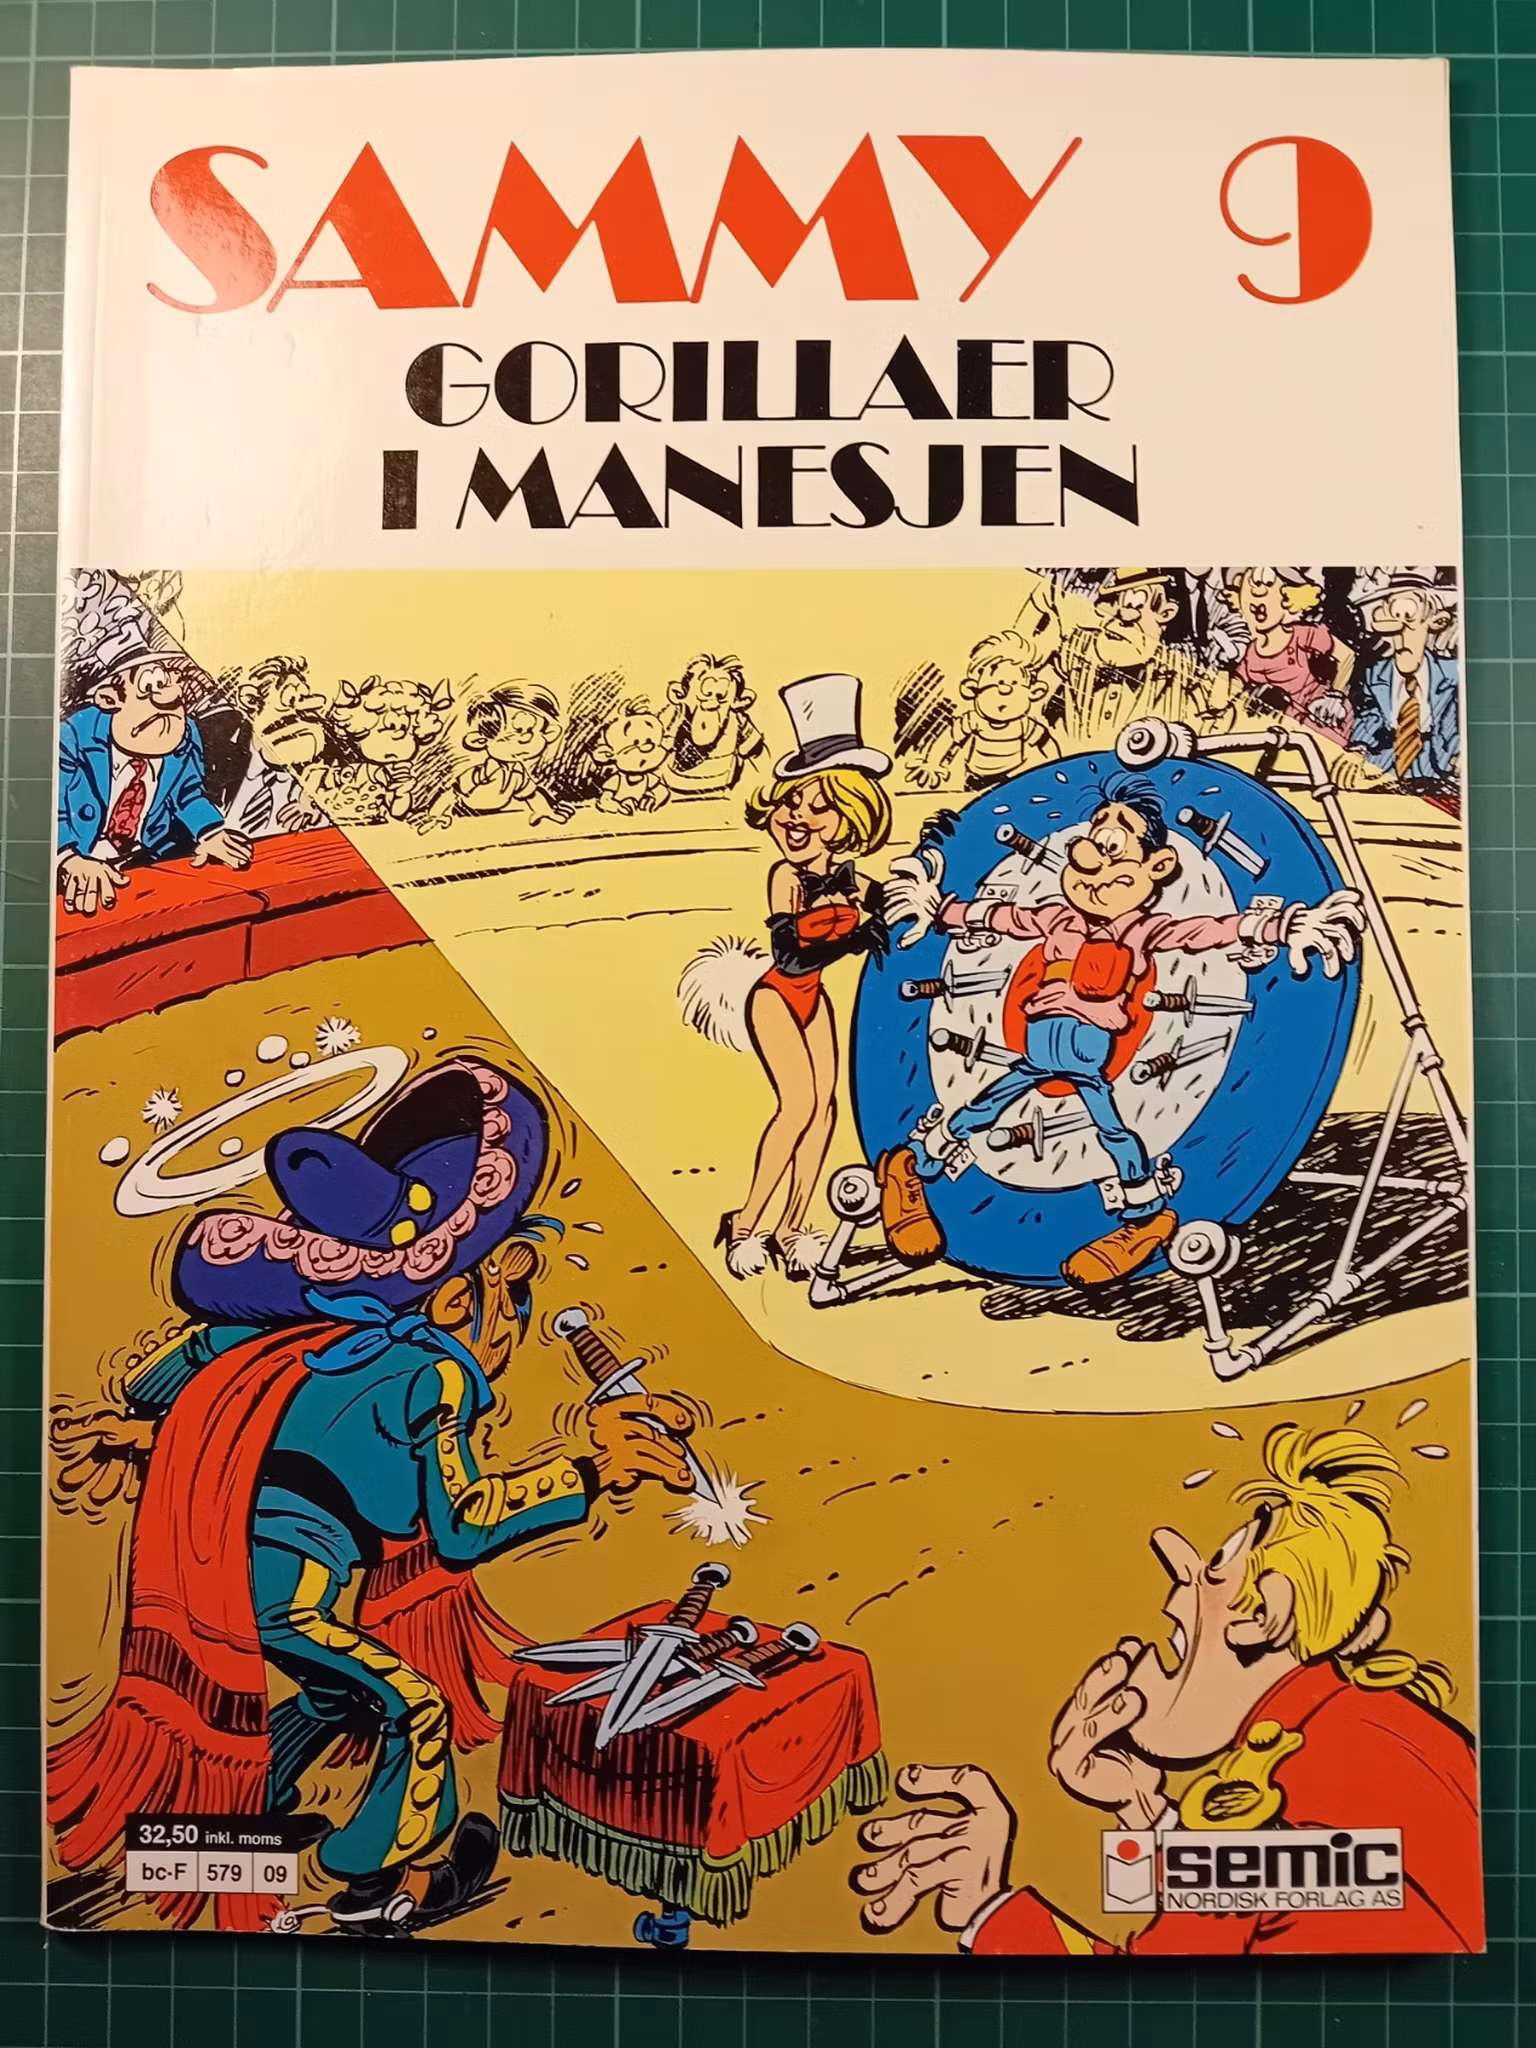 SAMMY 9
GORILLAER
I MANESJEN
32,50 inkl. moms
bc-F 579 09
semic
NORDISK FORLAG AS